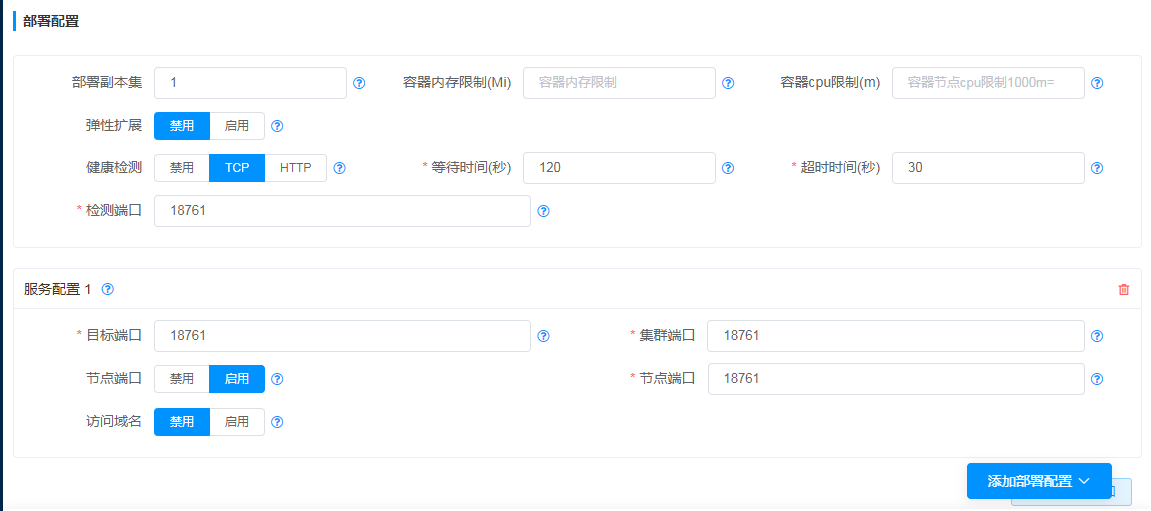 部署配置
部署副本集 1 容器内存限制(Mi) 容器内存限制 容器cpu限制(m) 容器节点cpu限制1000m=
弹性扩展 禁用 启用
健康检测 禁用 TCP HTTP * 等待时间(秒) 120 * 超时时间(秒) 30
* 检测端口 18761
服务配置 1
* 目标端口 18761 * 集群端口 18761
节点端口 禁用 启用 * 节点端口 18761
访问域名 禁用 启用
添加部署配置